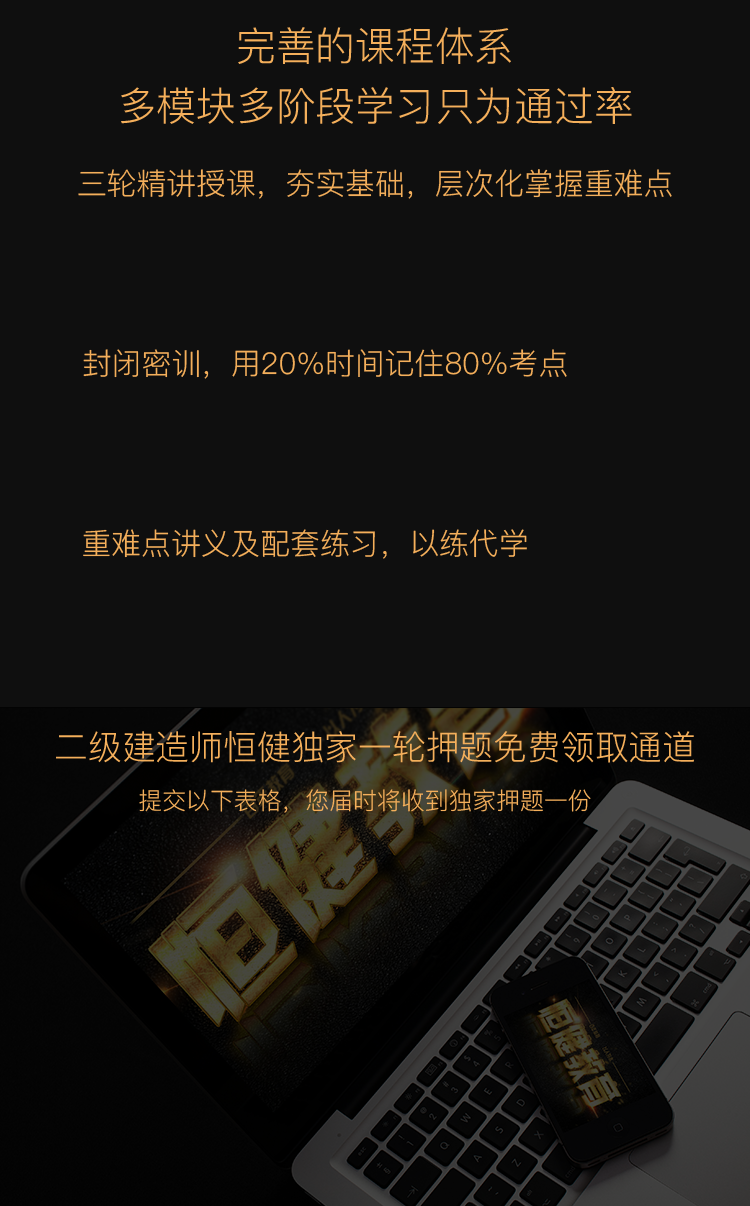 完善的课程体系
多模块多阶段学习只为通过率
三轮精讲授课，夯实基础，层次化掌握重难点
封闭密训，用20%时间记住80%考点
重难点讲义及配套练习，以练代学
二级建造师恒健独家一轮押题免费领取通道
提交以下表格，您届时将收到独家押题一份
恒健教育
恒健教育